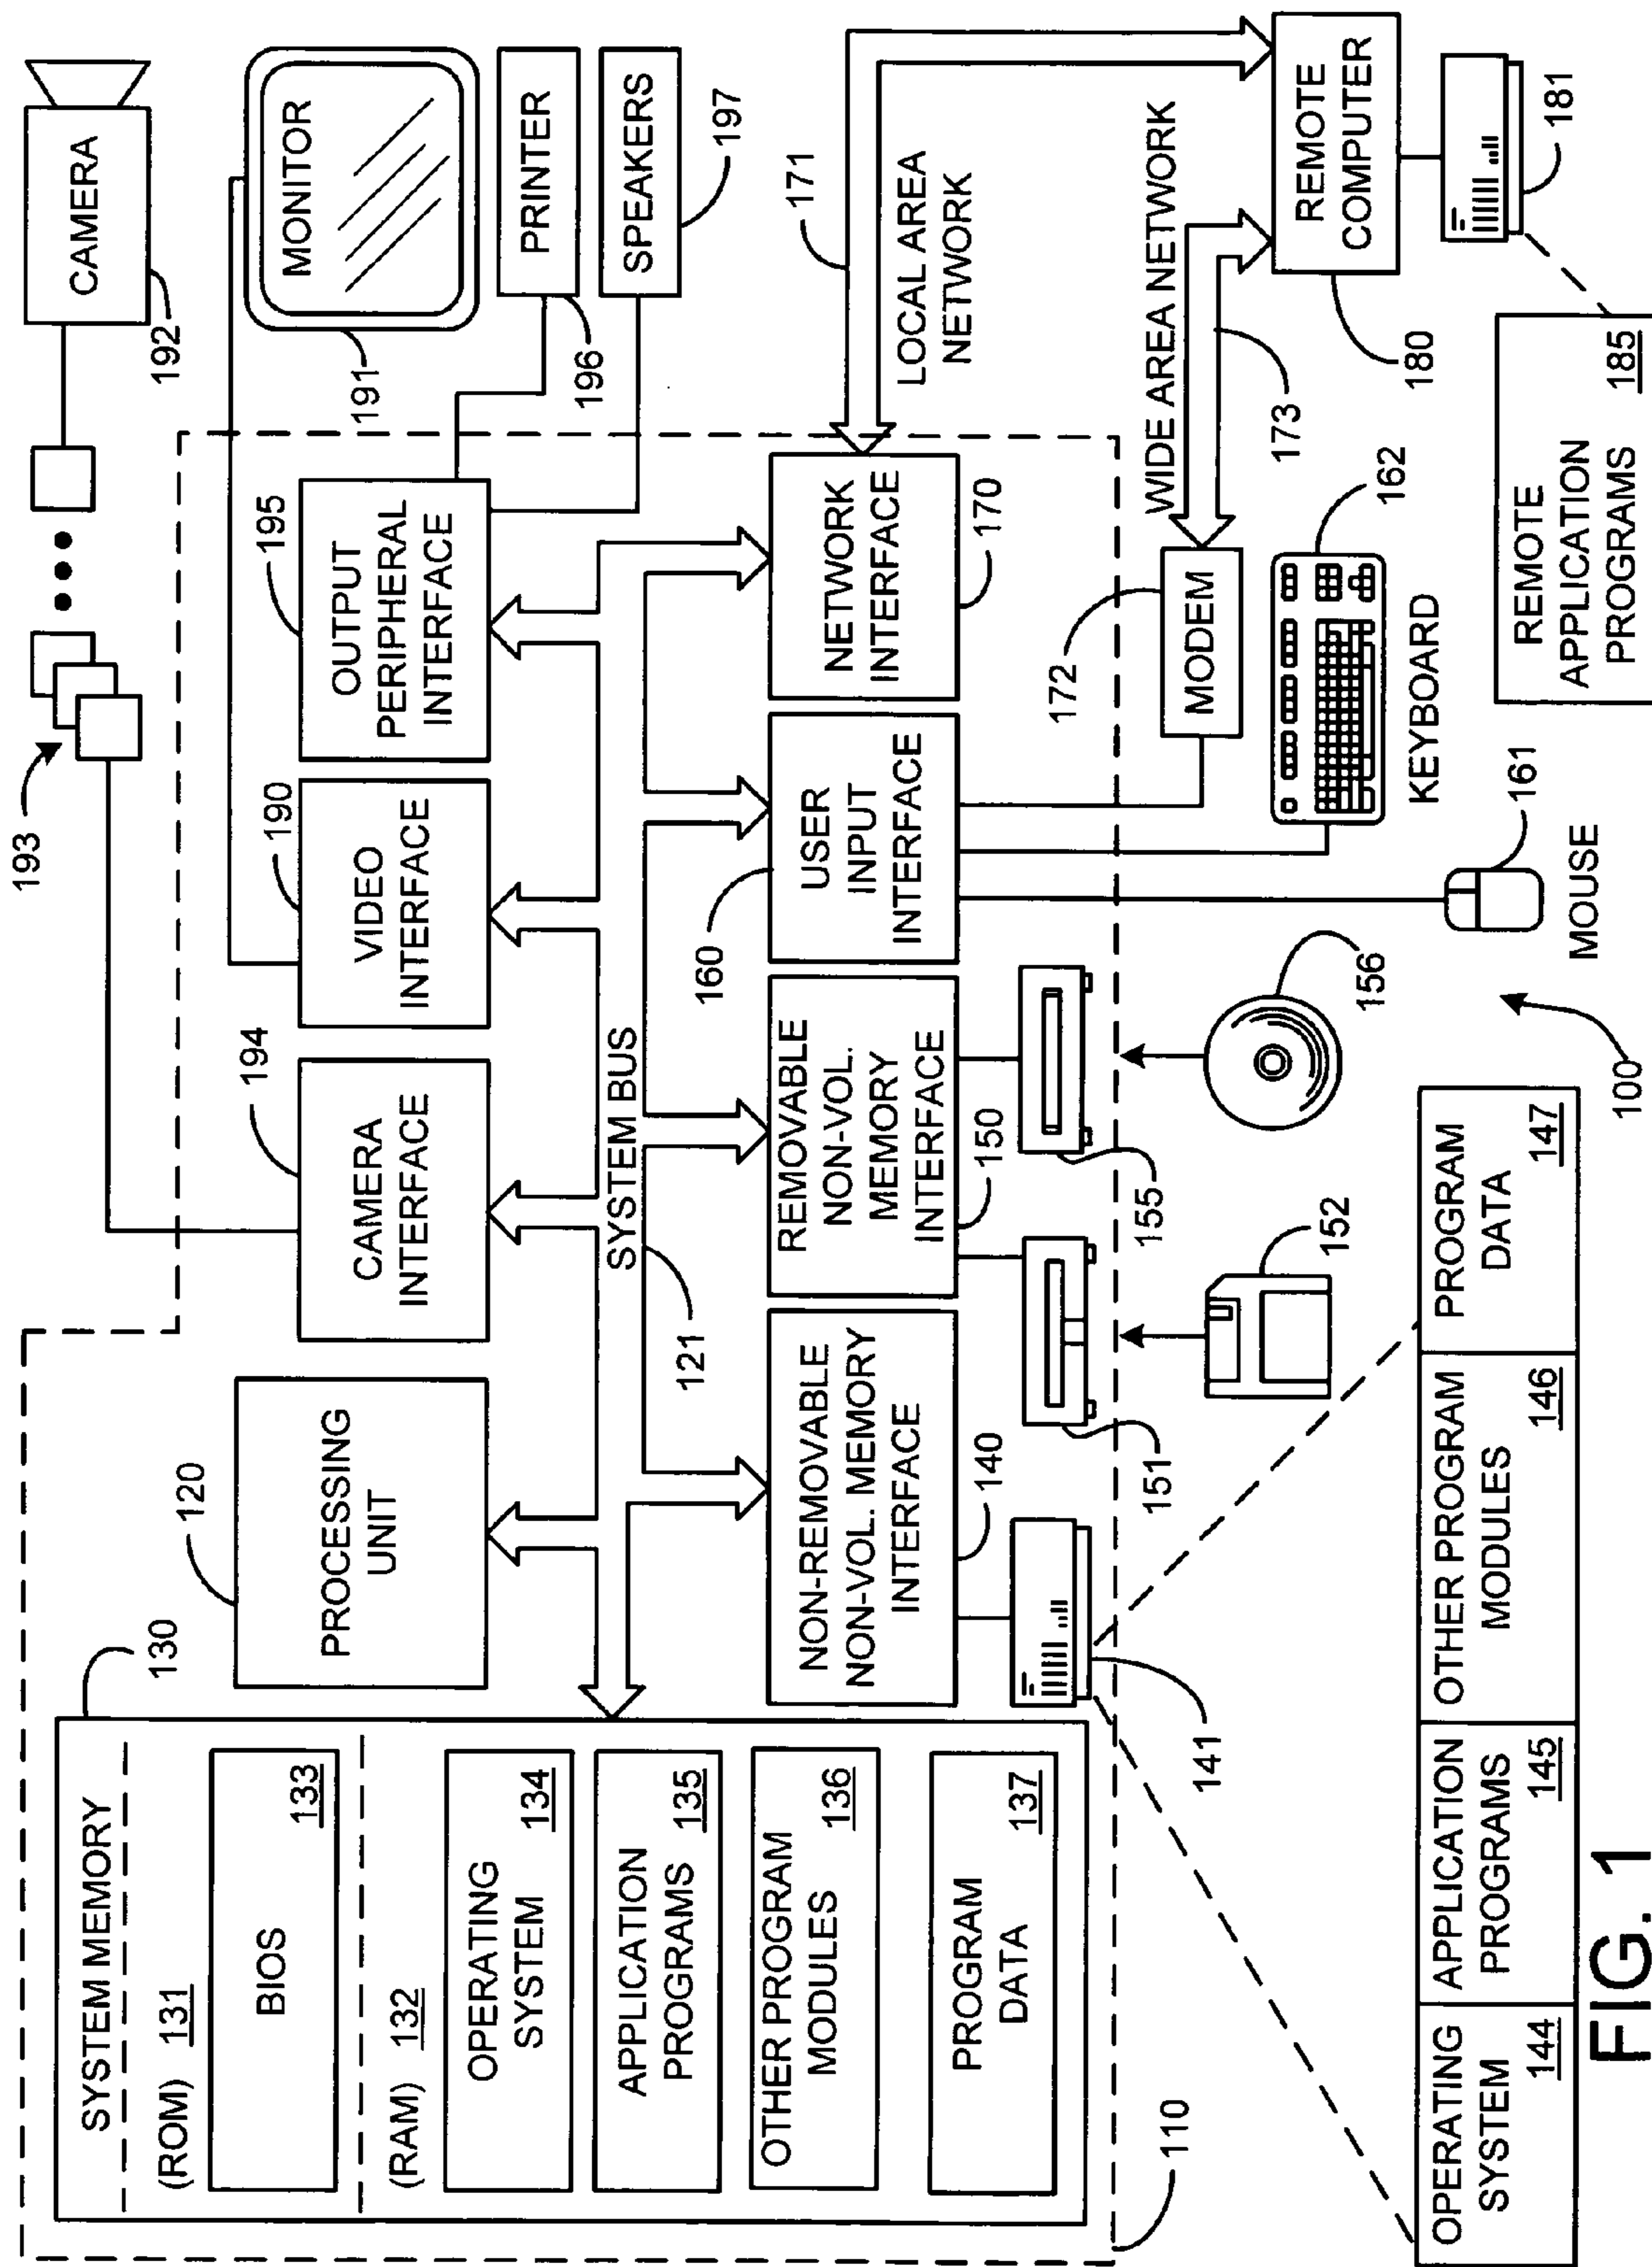 193
CAMERA
192
SYSTEM MEMORY
130
(ROM) 131
BIOS
133
(RAM) 132
OPERATING
SYSTEM
134
APPLICATION
PROGRAMS
135
OTHER PROGRAM
MODULES
136
PROGRAM
DATA
137
110
120
PROCESSING
UNIT
194
CAMERA
INTERFACE
190
VIDEO
INTERFACE
195
OUTPUT
PERIPHERAL
INTERFACE
MONITOR
191
PRINTER
196
SPEAKERS
197
SYSTEM BUS
121
NON-REMOVABLE
NON-VOL. MEMORY
INTERFACE
140
REMOVABLE
NON-VOL.
MEMORY
INTERFACE
150
160
USER
INPUT
INTERFACE
NETWORK
INTERFACE
170
171
LOCAL AREA
NETWORK
141
151
155
152
156
172
MODEM
WIDE AREA NETWORK
173
162
KEYBOARD
161
MOUSE
REMOTE
COMPUTER
180
181
REMOTE
APPLICATION
PROGRAMS
185
100
OPERATING
SYSTEM
144
APPLICATION
PROGRAMS
145
OTHER PROGRAM
MODULES
146
PROGRAM
DATA
147
FIG. 1